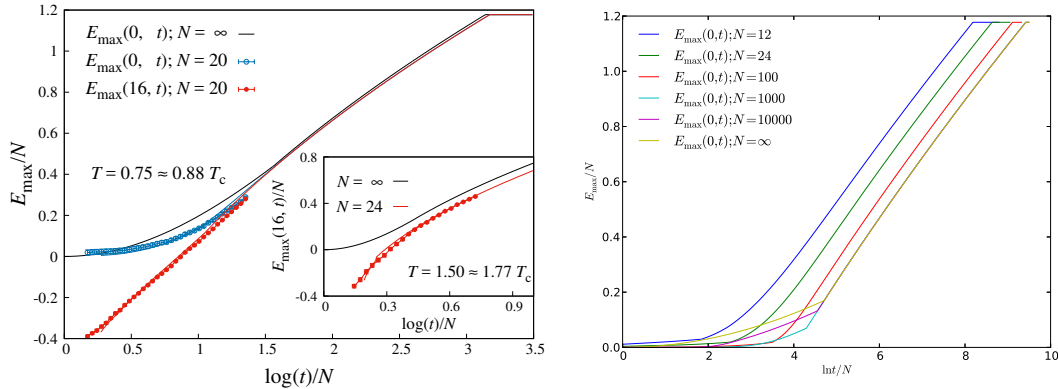 1.2
1
0.8
0.6
0.4
0.2
0
-0.2
-0.4
E_max/N
E_max(0, t); N = ∞
E_max(0, t); N = 20
E_max(16, t); N = 20
T = 0.75 ≈ 0.88 T_c
0.8
0.4
0
-0.4
E_max(16, t)/N
N = ∞
N = 24
T = 1.50 ≈ 1.77 T_c
0 0.3 0.6 0.9
log(t)/N
0 0.5 1 1.5 2 2.5 3 3.5
log(t)/N
1.2
1.0
0.8
0.6
0.4
0.2
0.0
E_max/N
E_max(0,t);N=12
E_max(0,t);N=24
E_max(0,t);N=100
E_max(0,t);N=1000
E_max(0,t);N=10000
E_max(0,t);N=∞
0 2 4 6 8 10
lnt/N